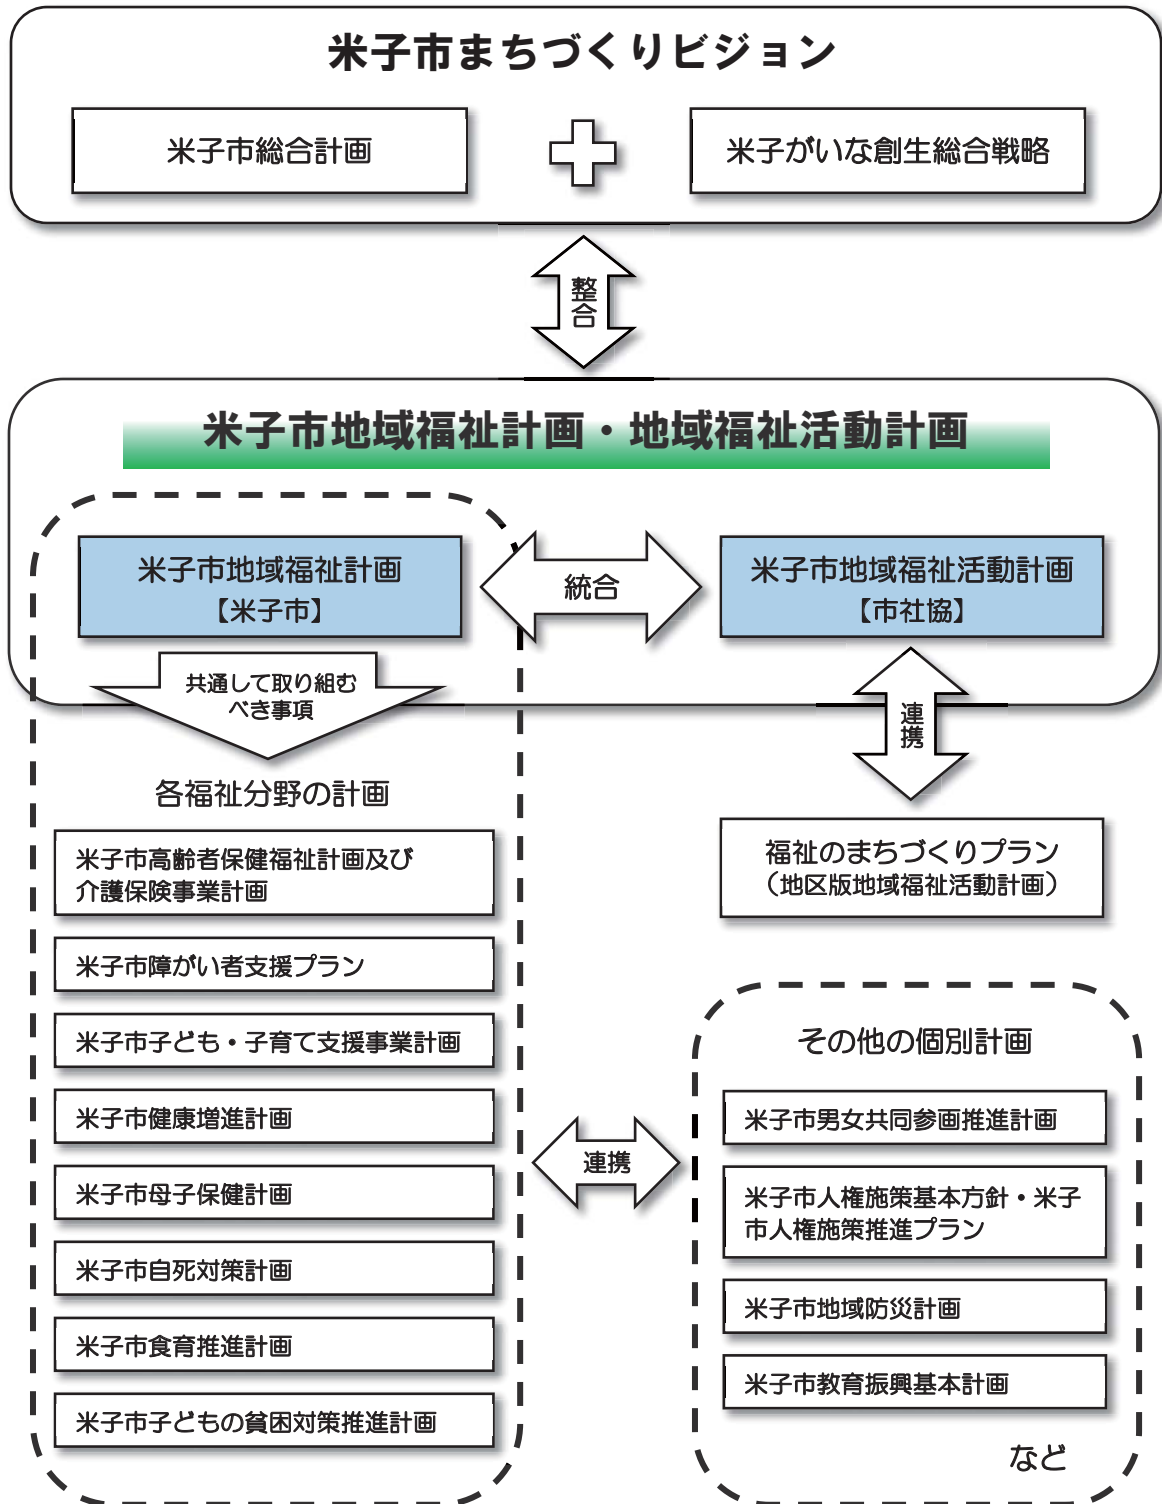 米子市まちづくりビジョン
米子市総合計画
米子がいな創生総合戦略
整合
米子市地域福祉計画・地域福祉活動計画
米子市地域福祉計画
【米子市】
統合
米子市地域福祉活動計画
【市社協】
共通して取り組む
べき事項
連携
各福祉分野の計画
米子市高齢者保健福祉計画及び
介護保険事業計画
米子市障がい者支援プラン
米子市子ども・子育て支援事業計画
米子市健康増進計画
米子市母子保健計画
米子市自死対策計画
米子市食育推進計画
米子市子どもの貧困対策推進計画
福祉のまちづくりプラン
（地区版地域福祉活動計画）
連携
その他の個別計画
米子市男女共同参画推進計画
米子市人権施策基本方針・米子
市人権施策推進プラン
米子市地域防災計画
米子市教育振興基本計画
など